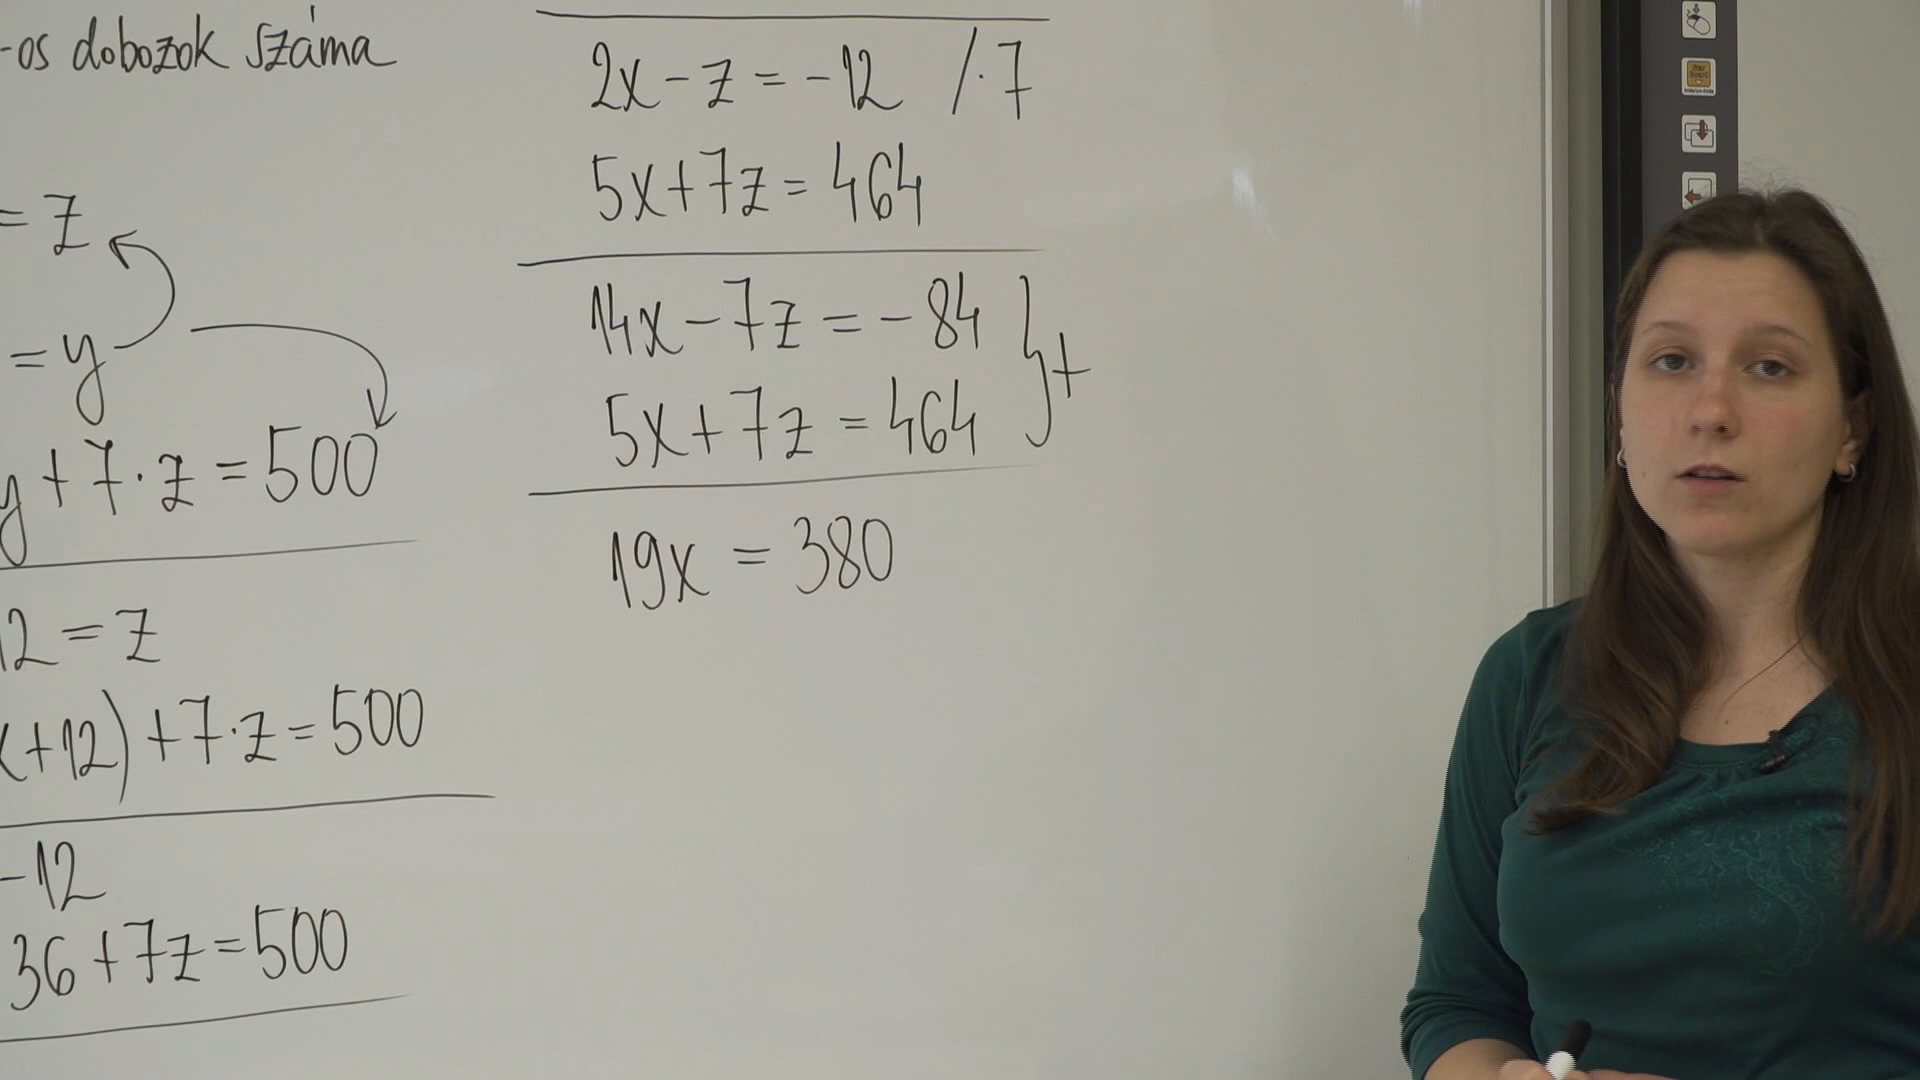 -os dobozok száma
= z
= y
y + 7 · z = 500
12 = z
x + 12) + 7 · z = 500
- 12
36 + 7z = 500
2x - z = -12 / · 7
5x + 7z = 464
14x - 7z = - 84
5x + 7z = 464
+
19x = 380